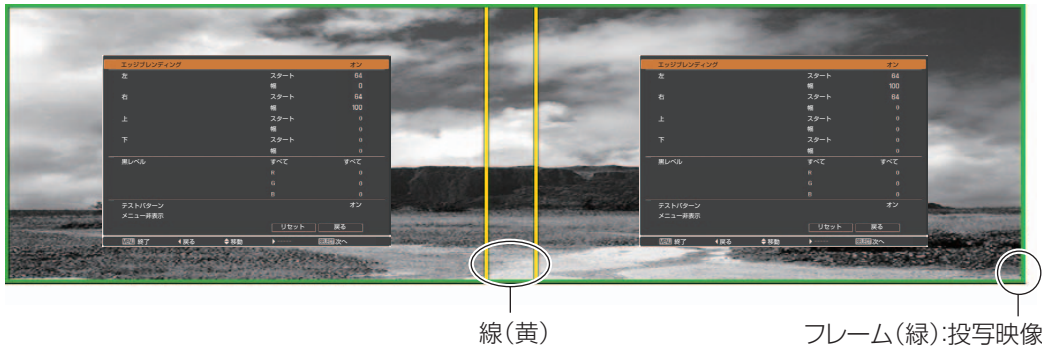 エッジブレンディング オン
左 スタート 64
幅 0
右 スタート 64
幅 100
上 スタート 0
幅 0
下 スタート 0
幅 0
黒レベル すべて すべて
R 0
G 0
B 0
テストパターン オン
メニュー非表示
リセット 戻る
MENU 終了 戻る 移動 SELECT 次へ
エッジブレンディング オン
左 スタート 64
幅 100
右 スタート 64
幅 0
上 スタート 0
幅 0
下 スタート 0
幅 0
黒レベル すべて すべて
R 0
G 0
B 0
テストパターン オン
メニュー非表示
リセット 戻る
MENU 終了 戻る 移動 SELECT 次へ
線(黄)
フレーム(緑):投写映像